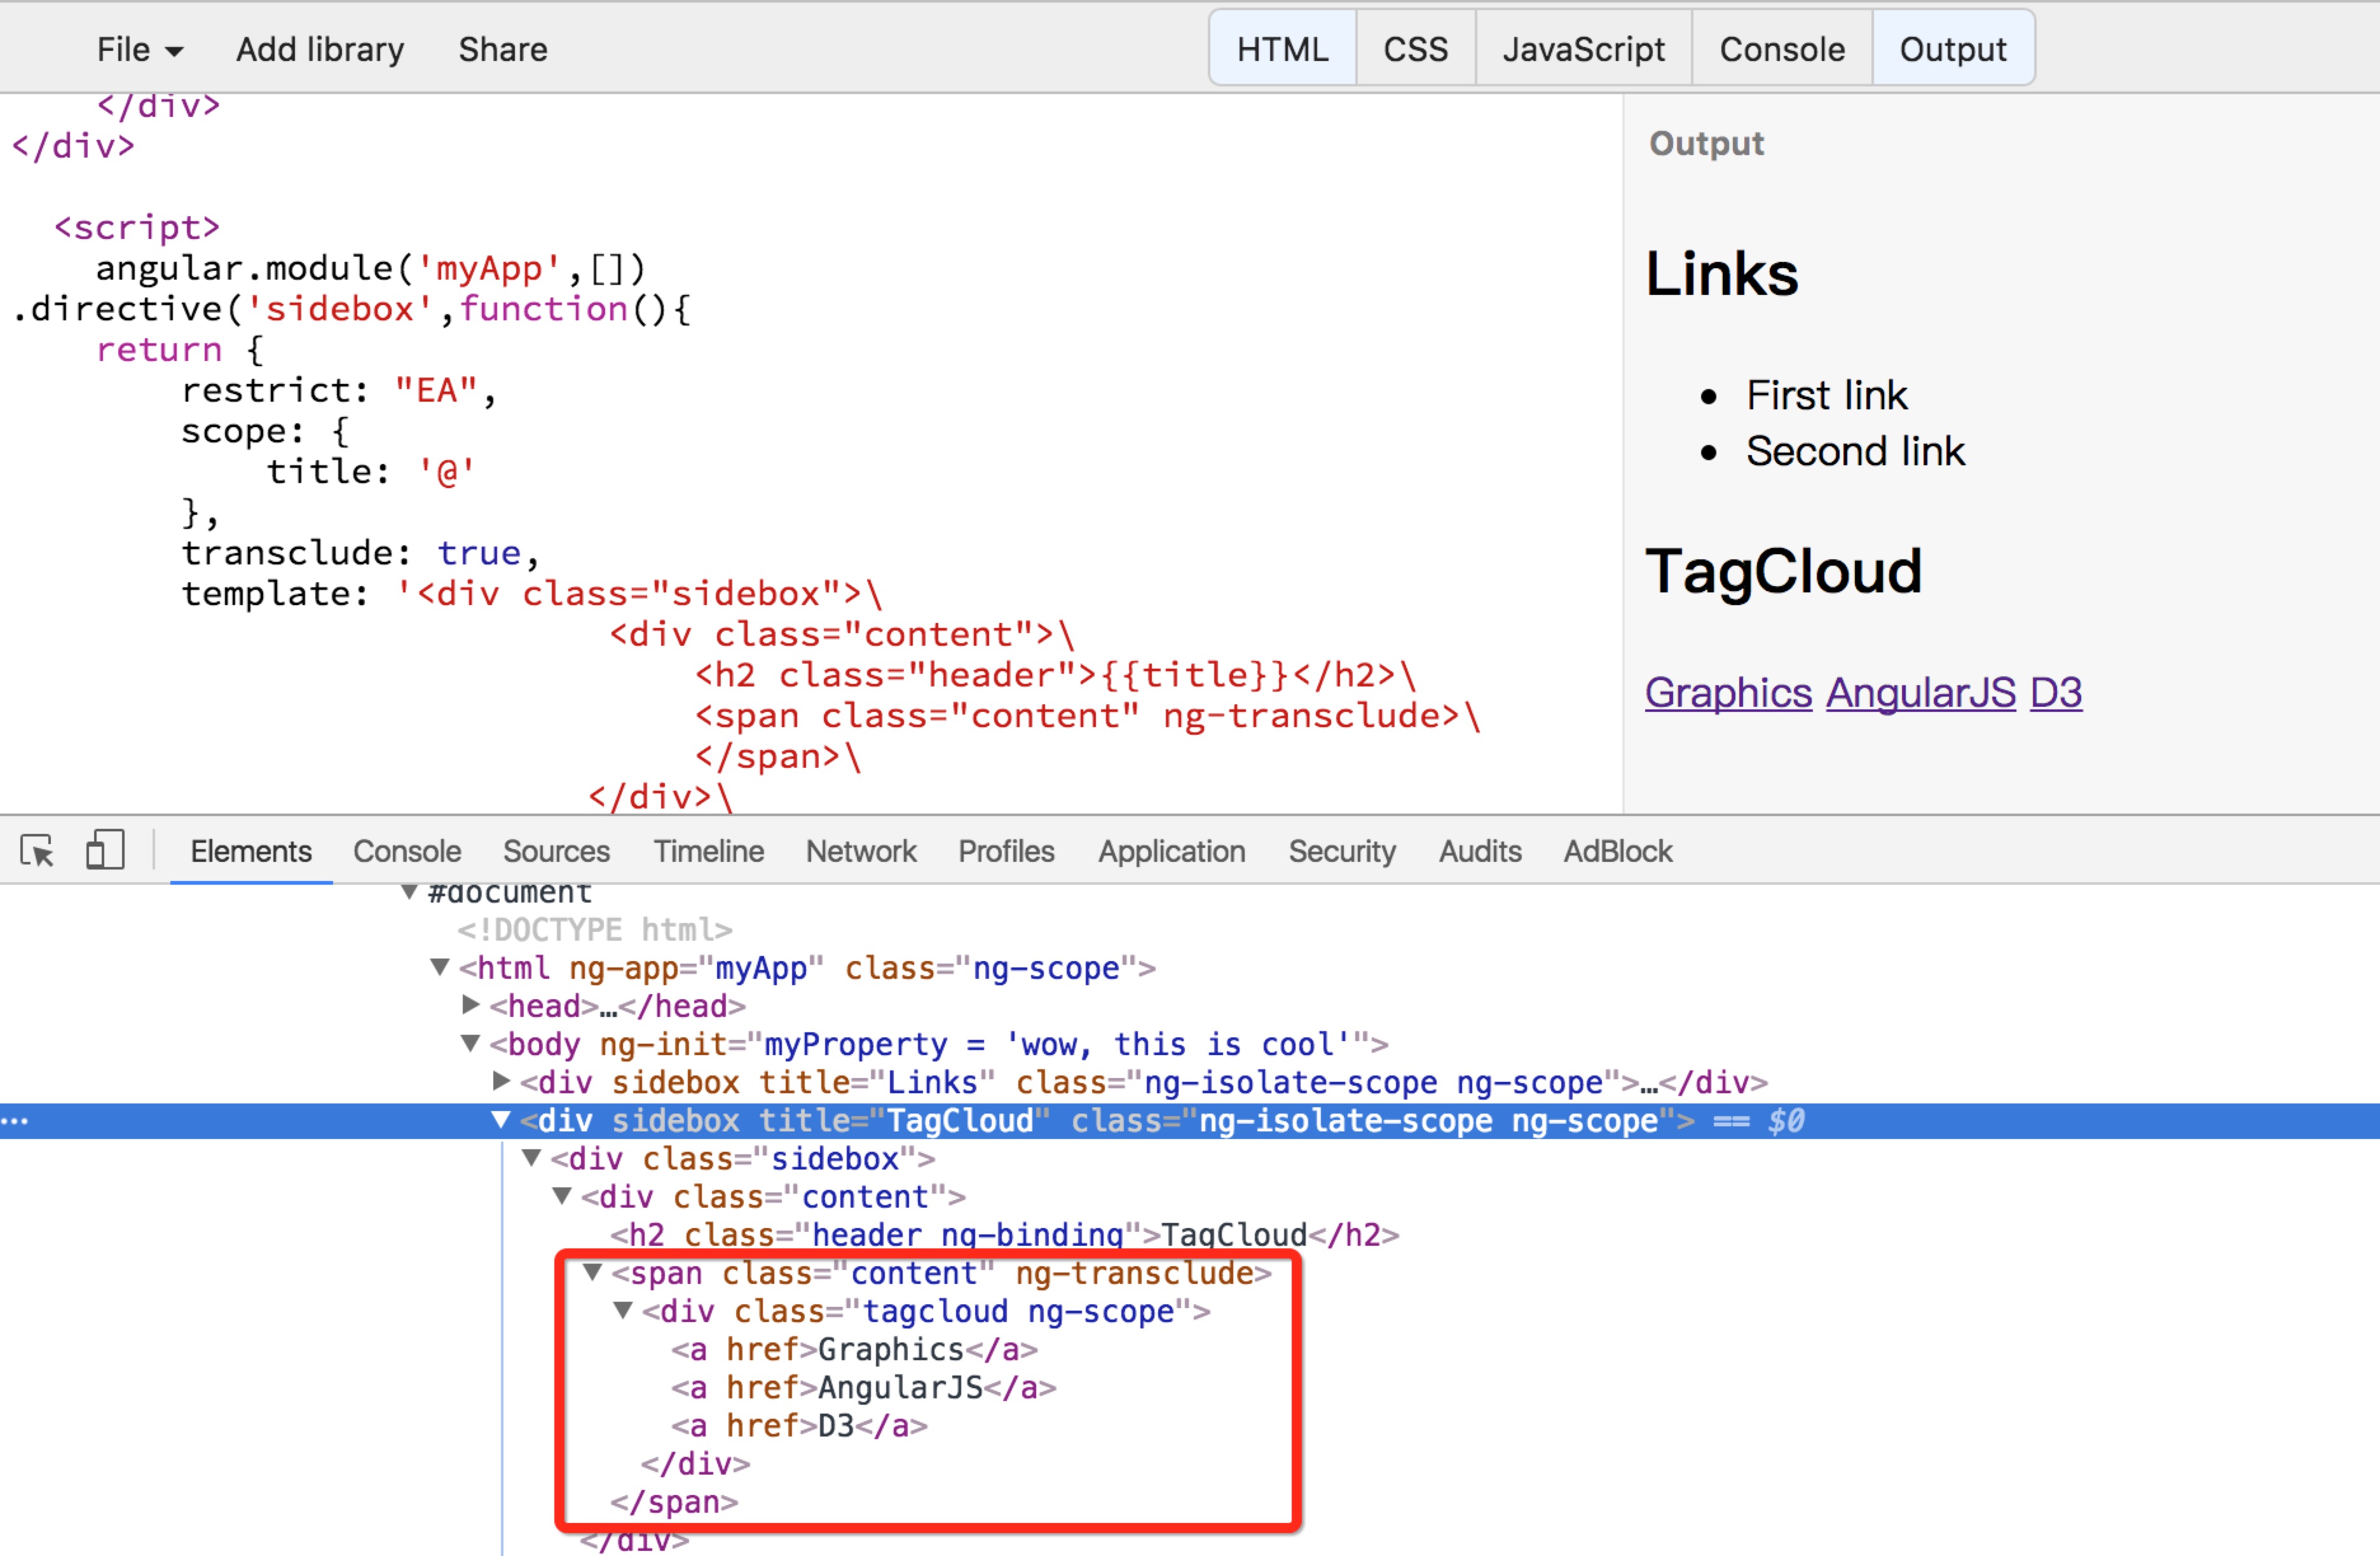 File Add library Share HTML CSS JavaScript Console Output
</div>
</div>
<script>
angular.module('myApp',[])
.directive('sidebox',function(){
return {
restrict: "EA",
scope: {
title: '@'
},
transclude: true,
template: '<div class="sidebox">\
<div class="content">\
<h2 class="header">{{title}}</h2>\
<span class="content" ng-transclude>\
</span>\
</div>\
Output
Links
• First link
• Second link
TagCloud
Graphics AngularJS D3
Elements Console Sources Timeline Network Profiles Application Security Audits AdBlock
▼ #document
<!DOCTYPE html>
▼ <html ng-app="myApp" class="ng-scope">
▶ <head>…</head>
▼ <body ng-init="myProperty = 'wow, this is cool'">
▶ <div sidebox title="Links" class="ng-isolate-scope ng-scope">…</div>
… ▼ <div sidebox title="TagCloud" class="ng-isolate-scope ng-scope"> == $0
▼ <div class="sidebox">
▼ <div class="content">
<h2 class="header ng-binding">TagCloud</h2>
▼ <span class="content" ng-transclude>
▼ <div class="tagcloud ng-scope">
<a href>Graphics</a>
<a href>AngularJS</a>
<a href>D3</a>
</div>
</span>
</div>